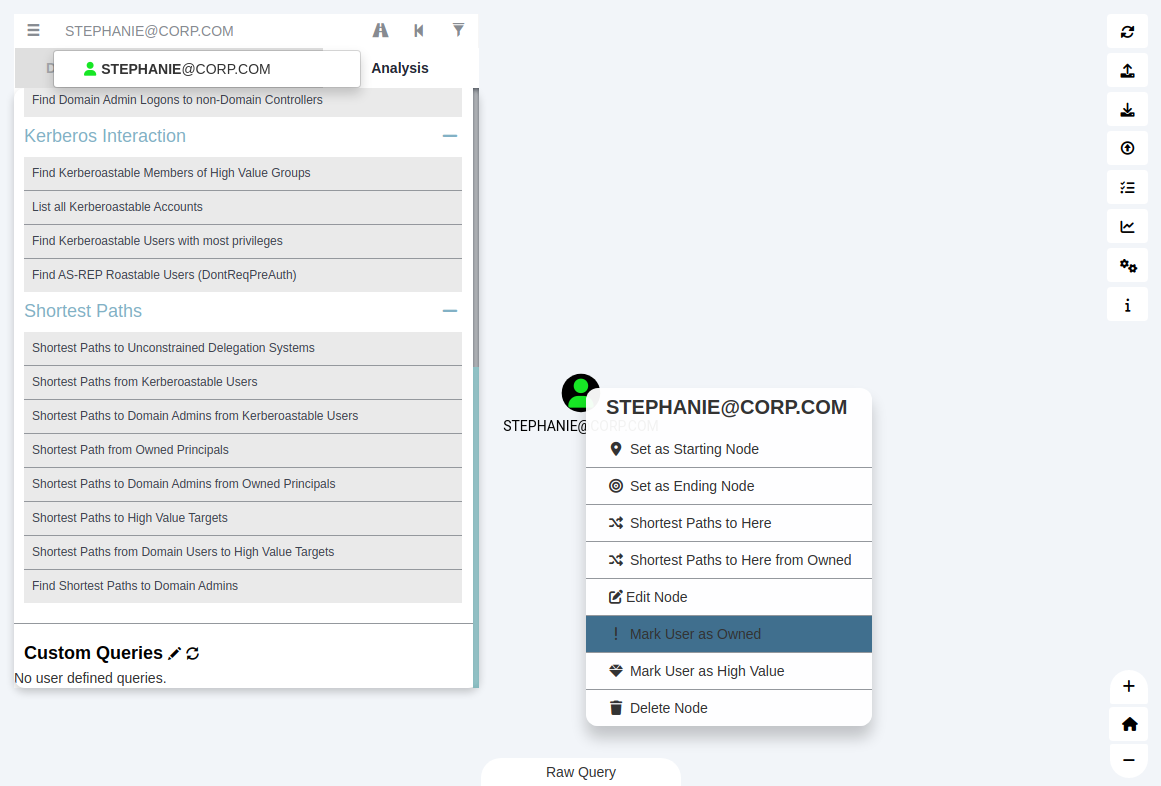 STEPHANIE@CORP.COM
STEPHANIE@CORP.COM
D
Analysis
Find Domain Admin Logons to non-Domain Controllers
Kerberos Interaction
Find Kerberoastable Members of High Value Groups
List all Kerberoastable Accounts
Find Kerberoastable Users with most privileges
Find AS-REP Roastable Users (DontReqPreAuth)
Shortest Paths
Shortest Paths to Unconstrained Delegation Systems
Shortest Paths from Kerberoastable Users
Shortest Paths to Domain Admins from Kerberoastable Users
Shortest Path from Owned Principals
Shortest Paths to Domain Admins from Owned Principals
Shortest Paths to High Value Targets
Shortest Paths from Domain Users to High Value Targets
Find Shortest Paths to Domain Admins
Custom Queries
No user defined queries.
STEPHANIE@CORP.COM
STEPHANIE@CORP.COM
Set as Starting Node
Set as Ending Node
Shortest Paths to Here
Shortest Paths to Here from Owned
Edit Node
Mark User as Owned
Mark User as High Value
Delete Node
Raw Query